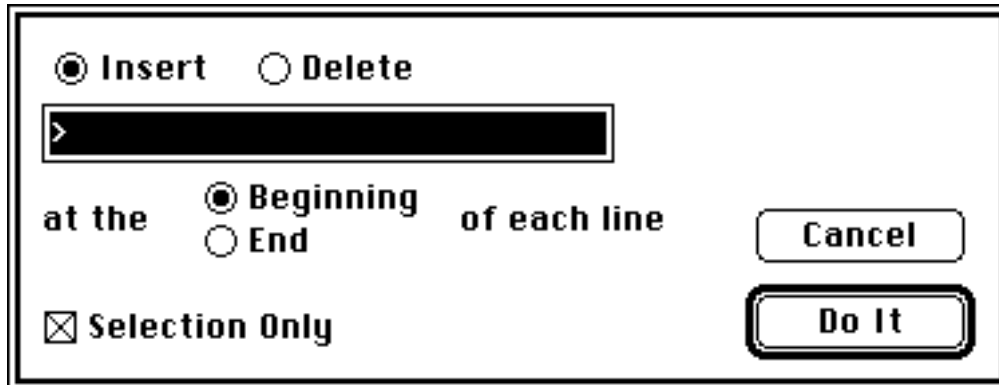 Insert Delete
>
at the Beginning of each line
End
Cancel
Selection Only
Do It